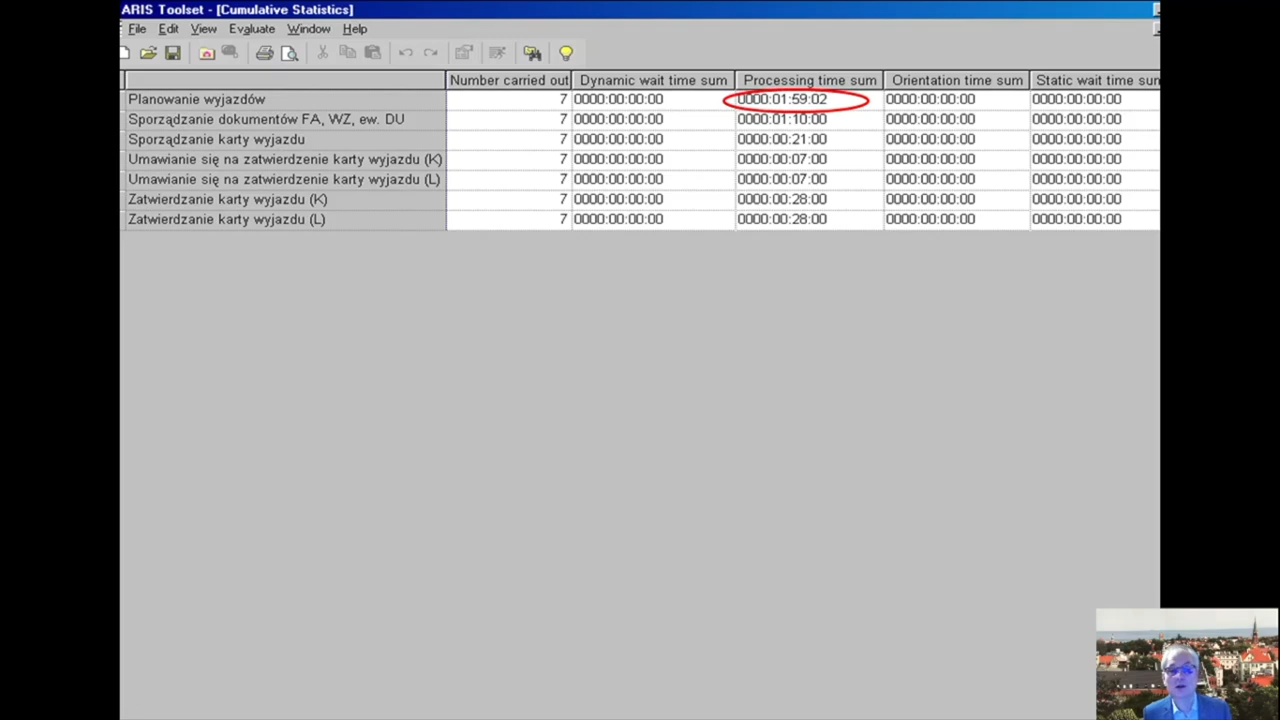 ARIS Toolset - [Cumulative Statistics]
File Edit View Evaluate Window Help
Number carried out Dynamic wait time sum Processing time sum Orientation time sum Static wait time sum
Planowanie wyjazdów 7 0000:00:00:00 0000:01:59:02 0000:00:00:00 0000:00:00:00
Sporządzanie dokumentów FA, WZ, ew. DU 7 0000:00:00:00 0000:01:10:00 0000:00:00:00 0000:00:00:00
Sporządzanie karty wyjazdu 7 0000:00:00:00 0000:00:21:00 0000:00:00:00 0000:00:00:00
Umawianie się na zatwierdzenie karty wyjazdu (K) 7 0000:00:00:00 0000:00:07:00 0000:00:00:00 0000:00:00:00
Umawianie się na zatwierdzenie karty wyjazdu (L) 7 0000:00:00:00 0000:00:07:00 0000:00:00:00 0000:00:00:00
Zatwierdzanie karty wyjazdu (K) 7 0000:00:00:00 0000:00:28:00 0000:00:00:00 0000:00:00:00
Zatwierdzanie karty wyjazdu (L) 7 0000:00:00:00 0000:00:28:00 0000:00:00:00 0000:00:00:00